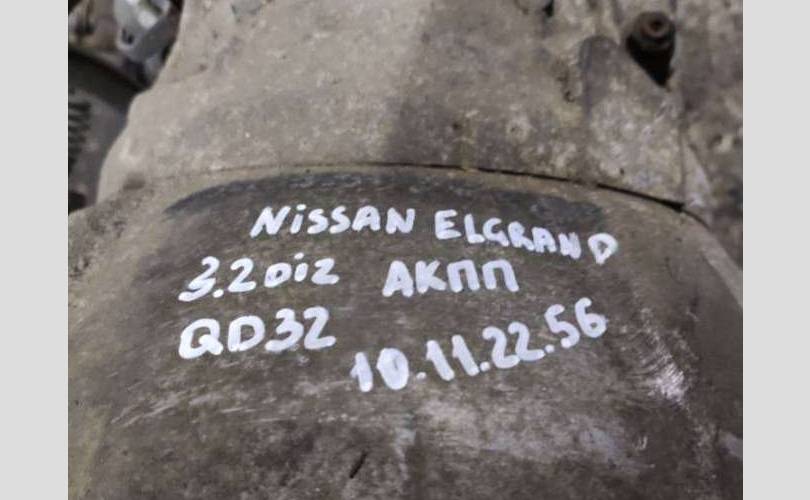 NiSSAN ELGRAND
3.2 diz АКПП
QD32
10.11.22.56